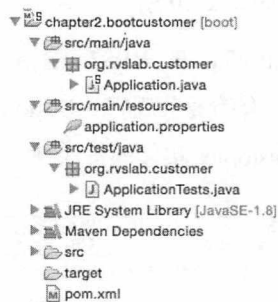 chapter2.bootcustomer [boot]
src/main/java
org.rvslab.customer
Application.java
src/main/resources
application.properties
src/test/java
org.rvslab.customer
ApplicationTests.java
JRE System Library [JavaSE-1.8]
Maven Dependencies
src
target
pom.xml